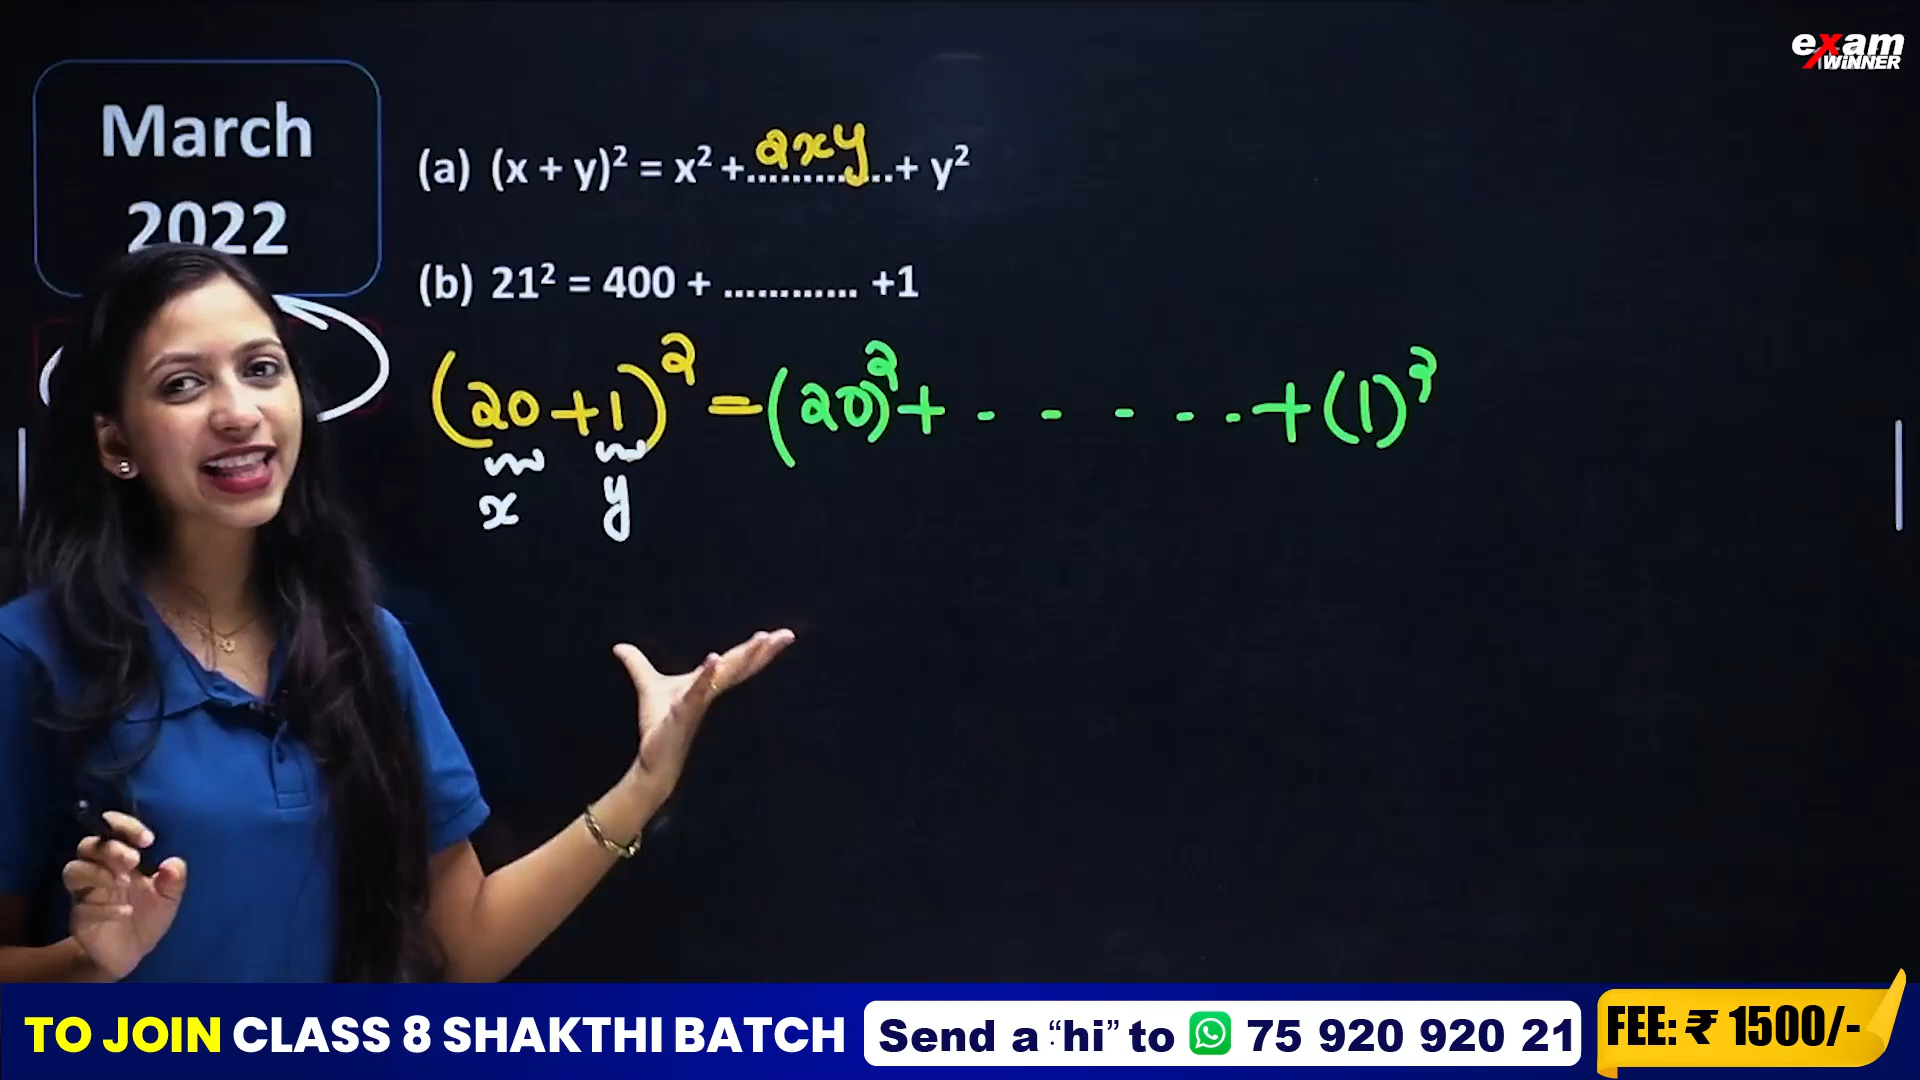 exam
WiNNER
March
2022
(a) (x + y)² = x² +..............+ y²
2xy
(b) 21² = 400 + ............ +1
(20+1)² = (20)² + - - - - - + (1)²
x y
TO JOIN CLASS 8 SHAKTHI BATCH Send a “hi” to 75 920 920 21 FEE: ₹ 1500/-